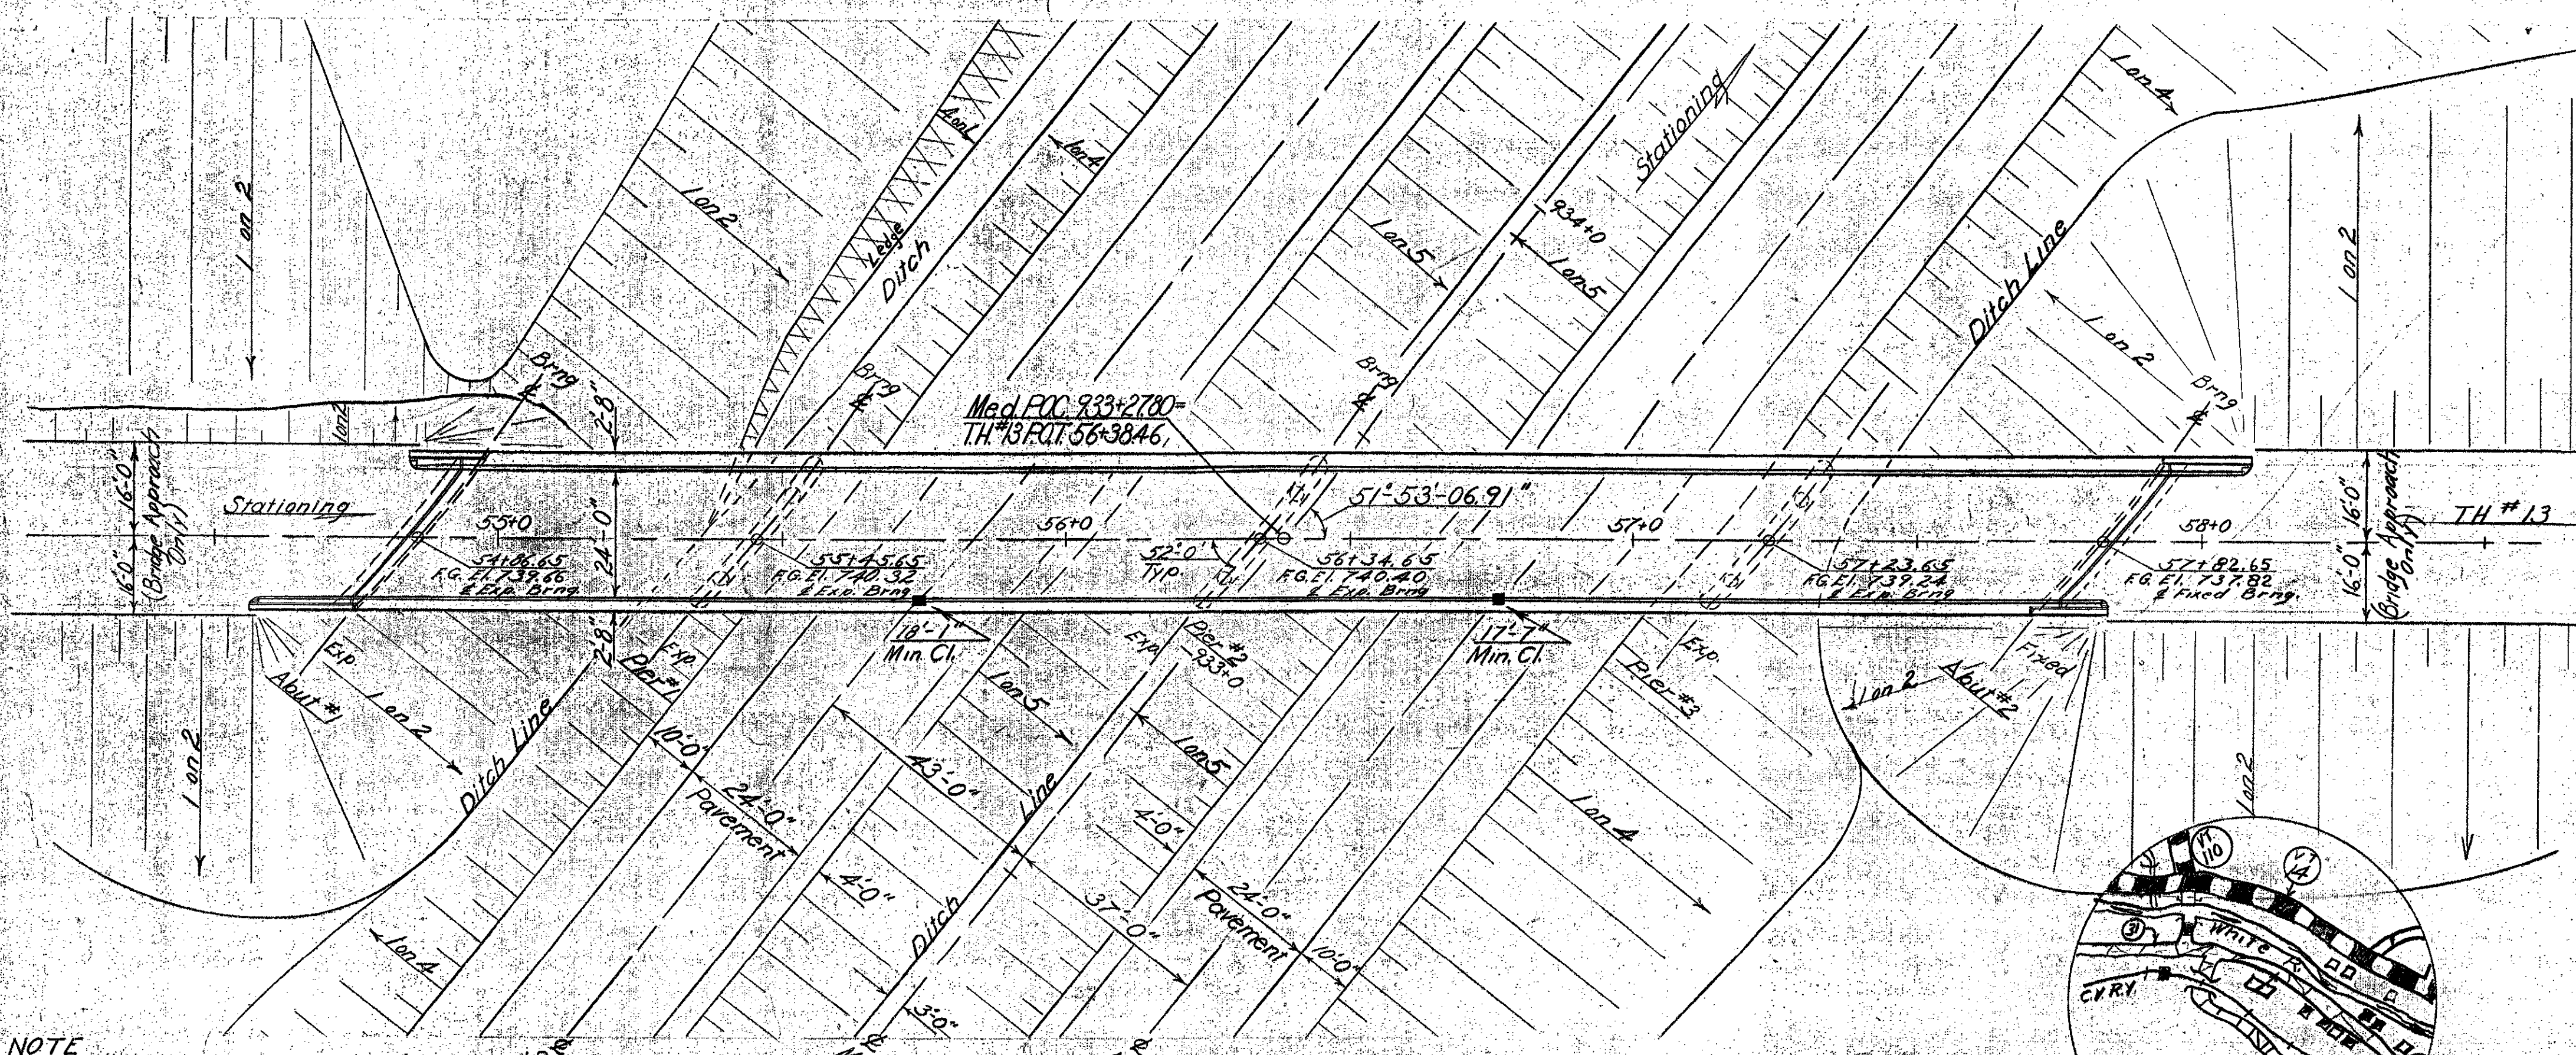 1 on 2
1 on 2
4 on 1
Ledge
Ditch
1 on 4
1 on 5
Stationing
934+0
1 on 5
1 on 4
Ditch Line
1 on 2
1 on 2
Brng
Brng
Brng
Brng
2'-8"
Med. P.O.C. 933+27.80=
T.H. #13 P.O.T. 56+38.46
1 on 2
16'-0"
16'-0"
(Bridge Approach
Only)
Stationing
55+0
24'-0"
56+0
51°-53'-06.91"
57+0
58+0
TH #13
16'-0"
16'-0"
(Bridge Approach
Only)
54+86.65
F.G. El. 739.66
℄ Exp. Brng
55+45.65
F.G. El. 740.32
℄ Exp. Brng
52'-0"
Typ.
56+34.65
F.G. El. 740.40
℄ Exp. Brng
57+23.65
F.G. El. 739.24
℄ Exp. Brng
57+82.65
F.G. El. 737.82
℄ Fixed Brng.
2'-8"
18'-1"
Min. Cl.
17'-7"
Min. Cl.
Exp.
Abut #1
1 on 2
1 on 2
Ditch Line
Pier #1
Exp.
Exp.
Pier #2
933+0
Exp.
Pier #3
Fixed
Abut #2
1 on 2
1 on 5
1 on 5
10'-0"
24'-0"
Pavement
43'-0"
4'-0"
4'-0"
Ditch Line
37'-0"
24'-0"
Pavement
10'-0"
3'-0"
1 on 4
1 on 4
1 on 2
VT
110
VT
14
31
White R.
C.V.R.Y
NOTE